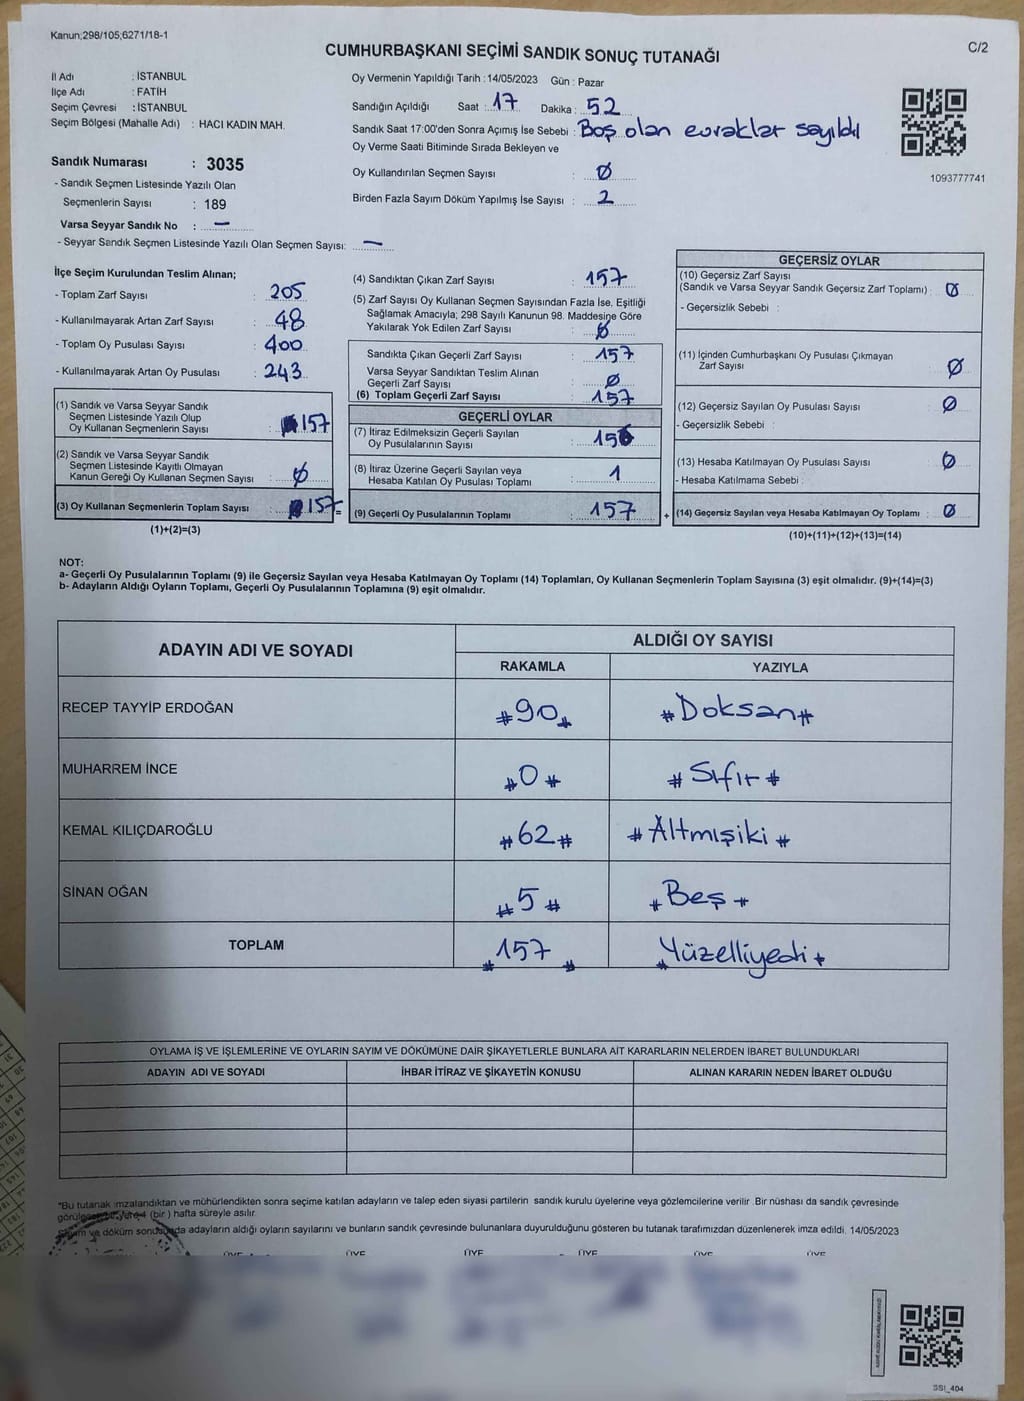 Kanun;298/105,6271/18-1
C/2
CUMHURBAŞKANI SEÇİMİ SANDIK SONUÇ TUTANAĞI
İl Adı : İSTANBUL
İlçe Adı : FATİH
Seçim Çevresi : İSTANBUL
Seçim Bölgesi (Mahalle Adı) : HACI KADIN MAH.
Sandık Numarası : 3035
- Sandık Seçmen Listesinde Yazılı Olan
Seçmenlerin Sayısı : 189
Varsa Seyyar Sandık No : —
- Seyyar Sandık Seçmen Listesinde Yazılı Olan Seçmen Sayısı: —
Oy Vermenin Yapıldığı Tarih : 14/05/2023 Gün : Pazar
Sandığın Açıldığı Saat : 17 Dakika : 52
Sandık Saat 17:00'den Sonra Açımış İse Sebebi : Boş olan evraklar sayıldı
Oy Verme Saati Bitiminde Sırada Bekleyen ve
Oy Kullandırılan Seçmen Sayısı : 0
Birden Fazla Sayım Döküm Yapılmış İse Sayısı : 2
1093777741
İlçe Seçim Kurulundan Teslim Alınan;
- Toplam Zarf Sayısı : 205
- Kullanılmayarak Artan Zarf Sayısı : 48
- Toplam Oy Pusulası Sayısı : 400
- Kullanılmayarak Artan Oy Pusulası : 243
(1) Sandık ve Varsa Seyyar Sandık
Seçmen Listesinde Yazılı Olup
Oy Kullanan Seçmenlerin Sayısı : 157
(2) Sandık ve Varsa Seyyar Sandık
Seçmen Listesinde Kayıtlı Olmayan
Kanun Gereği Oy Kullanan Seçmen Sayısı : 0
(3) Oy Kullanan Seçmenlerin Toplam Sayısı : 157 =
(1)+(2)=(3)
(4) Sandıktan Çıkan Zarf Sayısı : 157
(5) Zarf Sayısı Oy Kullanan Seçmen Sayısından Fazla İse, Eşitliği
Sağlamak Amacıyla; 298 Sayılı Kanunun 98. Maddesine Göre
Yakılarak Yok Edilen Zarf Sayısı : 0
Sandıkta Çıkan Geçerli Zarf Sayısı : 157
Varsa Seyyar Sandıktan Teslim Alınan
Geçerli Zarf Sayısı : 0
(6) Toplam Geçerli Zarf Sayısı : 157
GEÇERLİ OYLAR
(7) İtiraz Edilmeksizin Geçerli Sayılan
Oy Pusulalarının Sayısı : 156
(8) İtiraz Üzerine Geçerli Sayılan veya
Hesaba Katılan Oy Pusulası Toplamı : 1
(9) Geçerli Oy Pusulalarının Toplamı : 157 +
GEÇERSİZ OYLAR
(10) Geçersiz Zarf Sayısı
(Sandık ve Varsa Seyyar Sandık Geçersiz Zarf Toplamı) : 0
- Geçersizlik Sebebi :
(11) İçinden Cumhurbaşkanı Oy Pusulası Çıkmayan
Zarf Sayısı : 0
(12) Geçersiz Sayılan Oy Pusulası Sayısı : 0
- Geçersizlik Sebebi :
(13) Hesaba Katılmayan Oy Pusulası Sayısı : 0
- Hesaba Katılmama Sebebi :
(14) Geçersiz Sayılan veya Hesaba Katılmayan Oy Toplamı : 0
(10)+(11)+(12)+(13)=(14)
NOT:
a- Geçerli Oy Pusulalarının Toplamı (9) ile Geçersiz Sayılan veya Hesaba Katılmayan Oy Toplamı (14) Toplamları, Oy Kullanan Seçmenlerin Toplam Sayısına (3) eşit olmalıdır. (9)+(14)=(3)
b- Adayların Aldığı Oyların Toplamı, Geçerli Oy Pusulalarının Toplamına (9) eşit olmalıdır.
ADAYIN ADI VE SOYADI
ALDIĞI OY SAYISI
RAKAMLA YAZIYLA
RECEP TAYYİP ERDOĞAN #90# #Doksan#
MUHARREM İNCE #0# #Sıfır#
KEMAL KILIÇDAROĞLU #62# #Altmışiki#
SİNAN OĞAN #5# #Beş#
TOPLAM #157# #Yüzelliyedi#
OYLAMA İŞ VE İŞLEMLERİNE VE OYLARIN SAYIM VE DÖKÜMÜNE DAİR ŞİKAYETLERLE BUNLARA AİT KARARLARIN NELERDEN İBARET BULUNDUKLARI
ADAYIN ADI VE SOYADI İHBAR İTİRAZ VE ŞİKAYETİN KONUSU ALINAN KARARIN NEDEN İBARET OLDUĞU
*Bu tutanak imzalandıktan ve mühürlendikten sonra seçime katılan adayların ve talep eden siyasi partilerin sandık kurulu üyelerine veya gözlemcilerine verilir .Bir nüshası da sandık çevresinde
(bir ) hafta süreyle asılır.
ve döküm adayların aldığı oyların sayılarını ve bunların sandık çevresinde bulunanlara duyurulduğunu gösteren bu tutanak tarafımızdan düzenlenerek imza edildi. 14/05/2023
ÜYE ÜYE ÜYE ÜYE ÜYE ÜYE
SSI_404